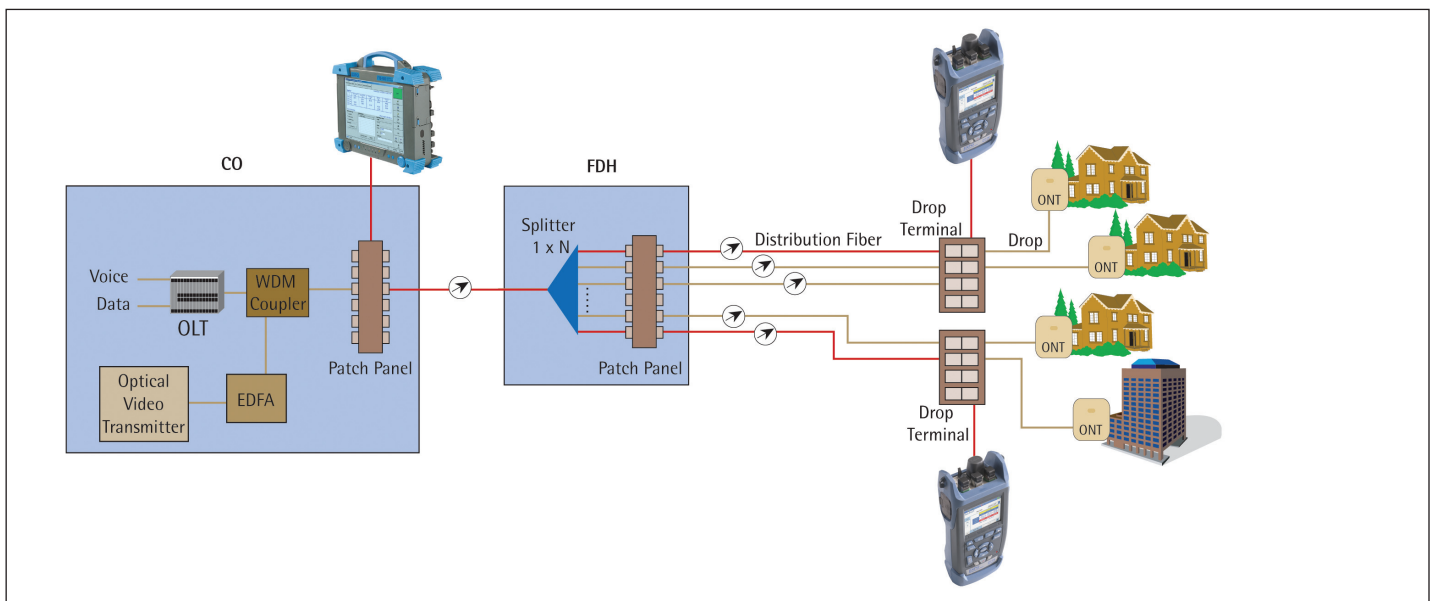 CO
FDH
Voice
Data
OLT
WDM
Coupler
Patch Panel
Optical
Video
Transmitter
EDFA
Splitter
1 x N
Patch Panel
Distribution Fiber
Drop
Terminal
Drop
ONT
ONT
ONT
ONT
Drop
Terminal